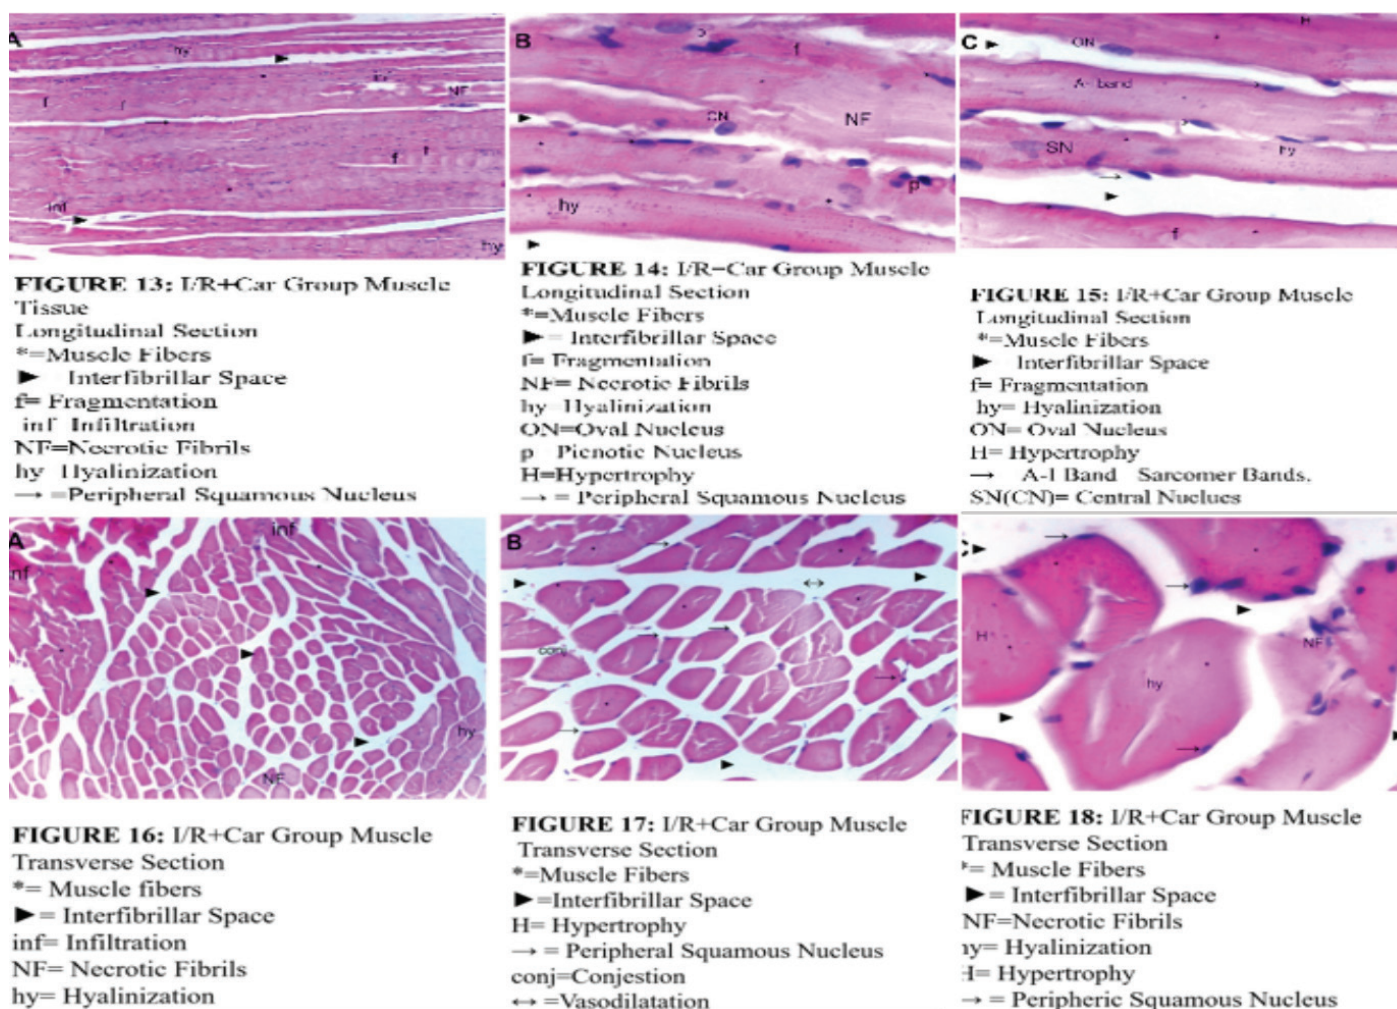 A
hy
f
f
NF
f
f
inf
hy
B
f
ON
NF
p
hy
C
ON
H
A-I band
SN
hy
f
FIGURE 13: I/R+Car Group Muscle
Tissue
Longitudinal Section
*=Muscle Fibers
▶ Interfibrillar Space
f= Fragmentation
inf Infiltration
NF=Necrotic Fibrils
hy Hyalinization
→ =Peripheral Squamous Nucleus
FIGURE 14: I/R+Car Group Muscle
Longitudinal Section
*=Muscle Fibers
▶= Interfibrillar Space
f= Fragmentation
NF= Necrotic Fibrils
hy Hyalinization
ON=Oval Nucleus
p Picnotic Nucleus
H=Hypertrophy
→ = Peripheral Squamous Nucleus
FIGURE 15: I/R+Car Group Muscle
Longitudinal Section
*=Muscle Fibers
▶ Interfibrillar Space
f= Fragmentation
hy= Hyalinization
ON= Oval Nucleus
H= Hypertrophy
→ A-I Band Sarcomer Bands.
SN(CN)= Central Nuclues
A
inf
inf
hy
NF
B
conj
H
NF
hy
FIGURE 16: I/R+Car Group Muscle
Transverse Section
*= Muscle fibers
▶= Interfibrillar Space
inf= Infiltration
NF= Necrotic Fibrils
hy= Hyalinization
FIGURE 17: I/R+Car Group Muscle
Transverse Section
*=Muscle Fibers
▶=Interfibrillar Space
H= Hypertrophy
→ = Peripheral Squamous Nucleus
conj=Conjestion
↔ =Vasodilatation
FIGURE 18: I/R+Car Group Muscle
Transverse Section
*= Muscle Fibers
▶= Interfibrillar Space
NF=Necrotic Fibrils
hy= Hyalinization
H= Hypertrophy
→ = Peripheric Squamous Nucleus